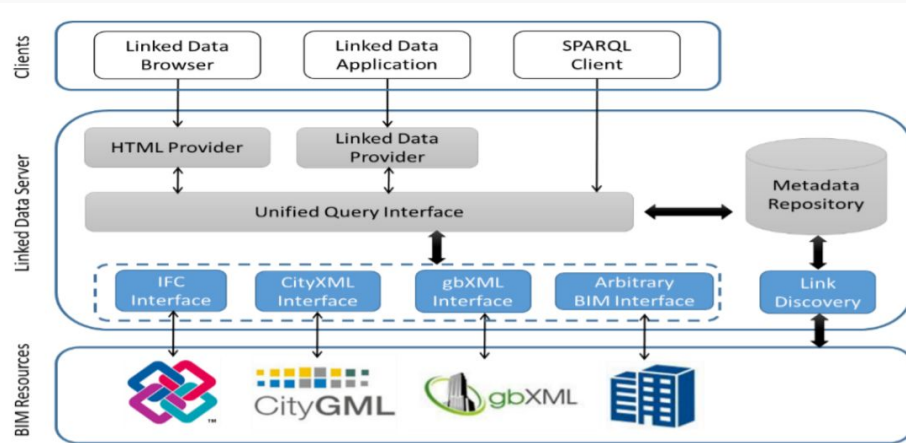 Clients
Linked Data
Browser
Linked Data
Application
SPARQL
Client
Linked Data Server
HTML Provider
Linked Data
Provider
Unified Query Interface
Metadata
Repository
IFC
Interface
CityXML
Interface
gbXML
Interface
Arbitrary
BIM Interface
Link
Discovery
BIM Resources
TM
CityGML
gbXML